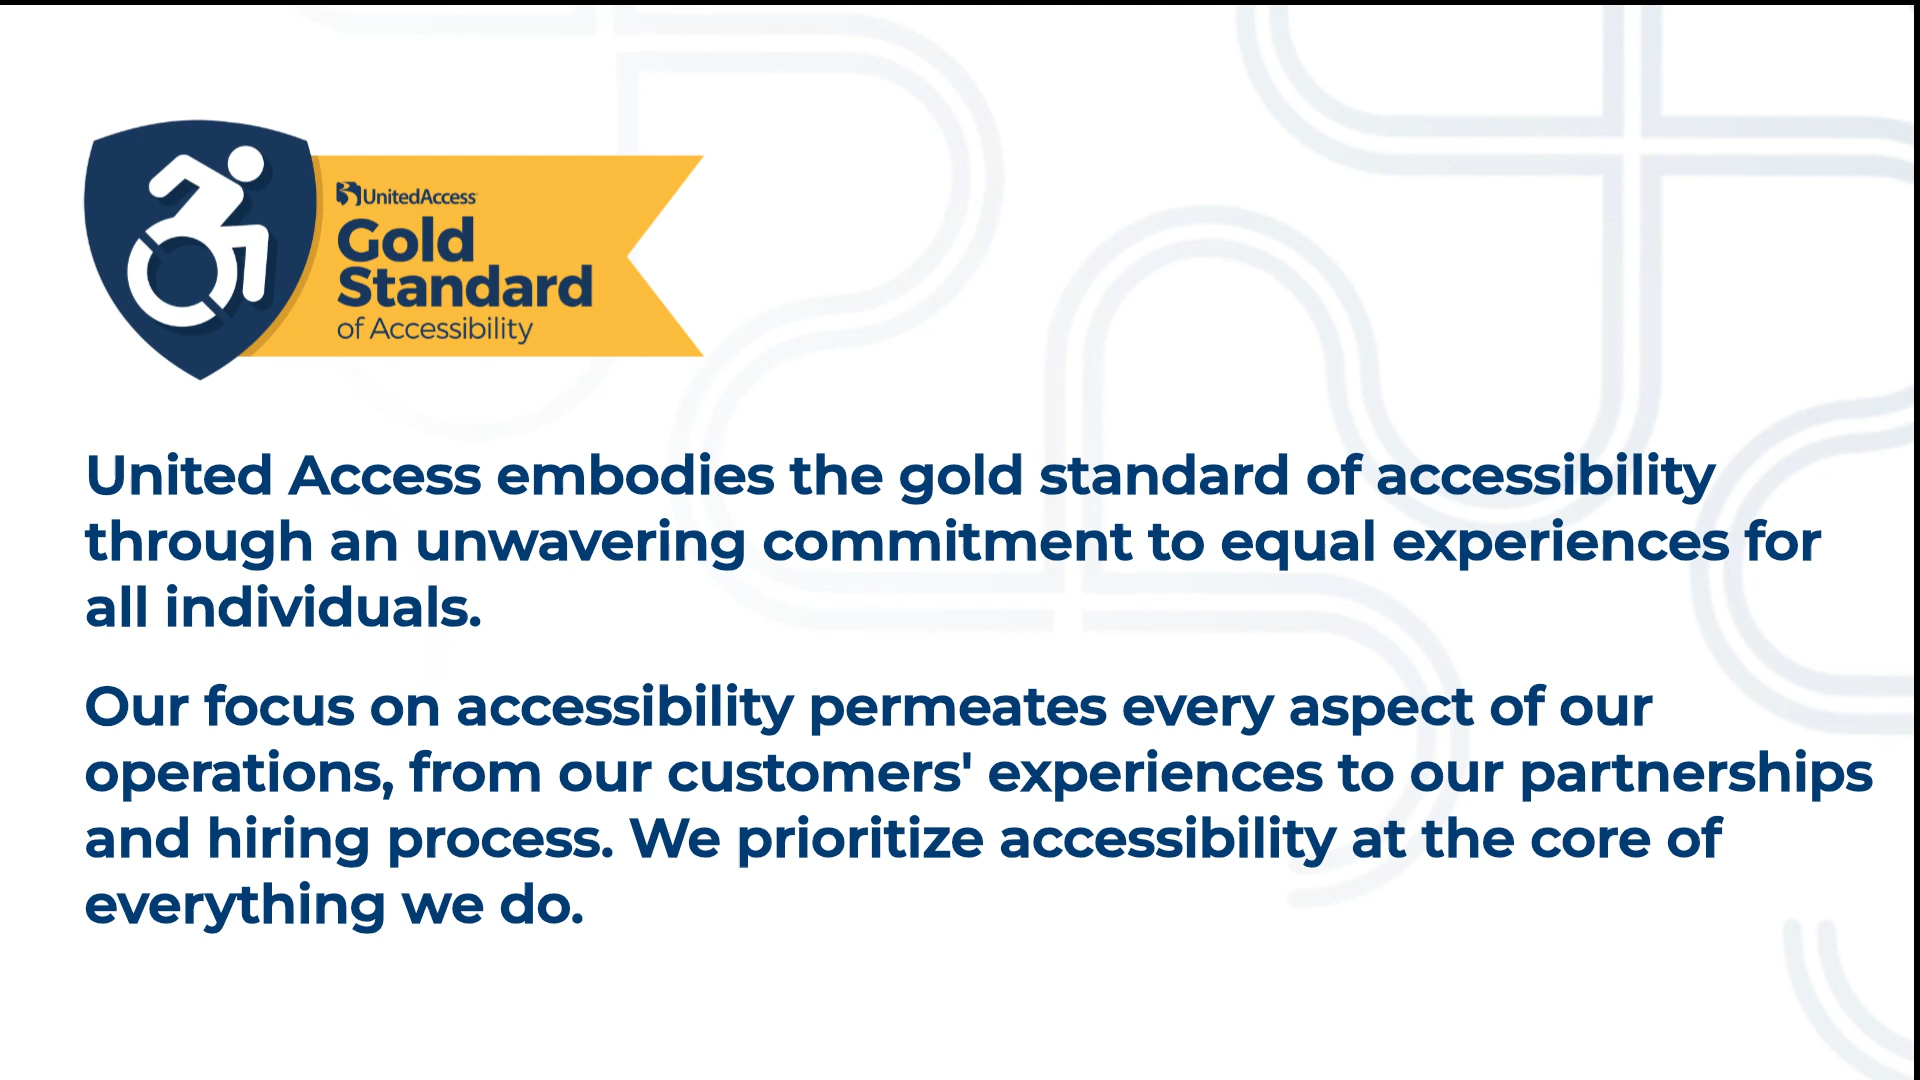 UnitedAccess
Gold
Standard
of Accessibility
United Access embodies the gold standard of accessibility
through an unwavering commitment to equal experiences for
all individuals.
Our focus on accessibility permeates every aspect of our
operations, from our customers' experiences to our partnerships
and hiring process. We prioritize accessibility at the core of
everything we do.